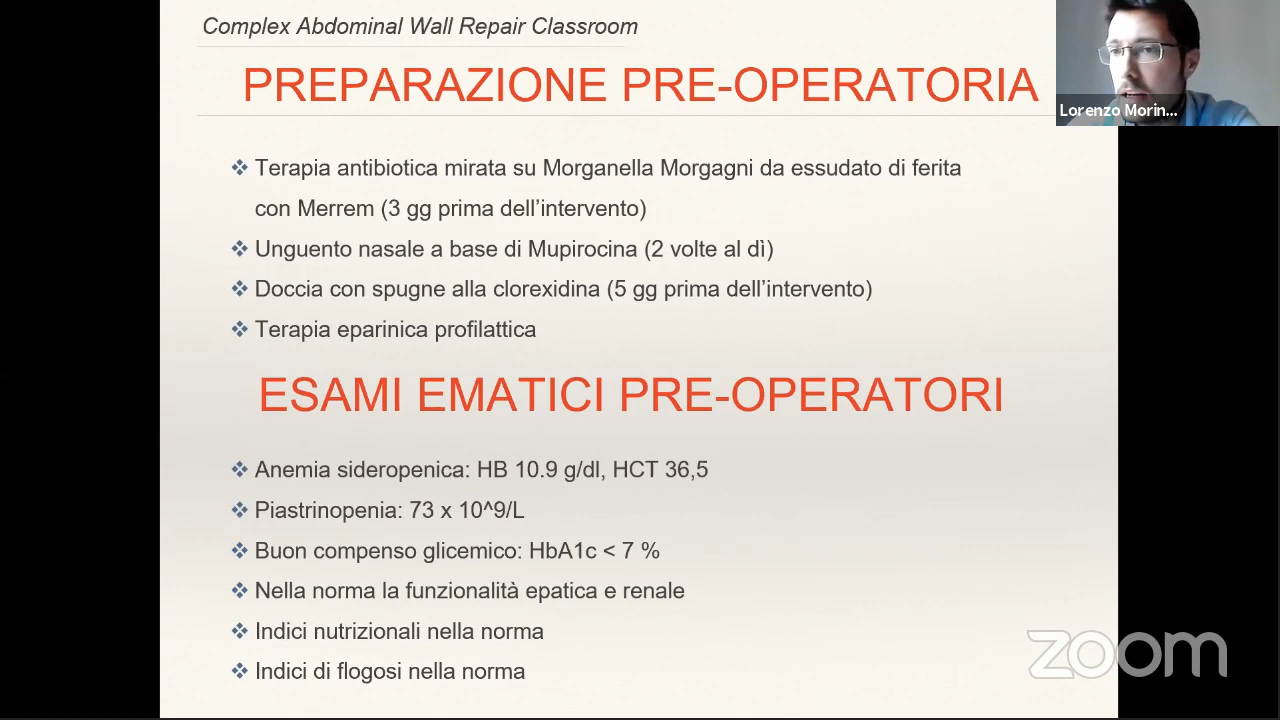 Complex Abdominal Wall Repair Classroom
PREPARAZIONE PRE-OPERATORIA
Lorenzo Morin...
❖ Terapia antibiotica mirata su Morganella Morgagni da essudato di ferita
con Merrem (3 gg prima dell’intervento)
❖ Unguento nasale a base di Mupirocina (2 volte al dì)
❖ Doccia con spugne alla clorexidina (5 gg prima dell’intervento)
❖ Terapia eparinica profilattica
ESAMI EMATICI PRE-OPERATORI
❖ Anemia sideropenica: HB 10.9 g/dl, HCT 36,5
❖ Piastrinopenia: 73 x 10^9/L
❖ Buon compenso glicemico: HbA1c < 7 %
❖ Nella norma la funzionalità epatica e renale
❖ Indici nutrizionali nella norma
❖ Indici di flogosi nella norma
zoom